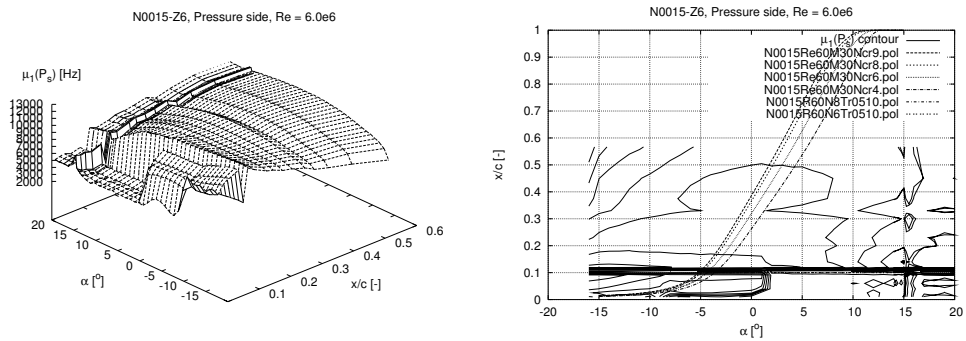 N0015-Z6, Pressure side, Re = 6.0e6
μ1(Ps) [Hz]
13000
12000
11000
10000
9000
8000
7000
6000
5000
4000
3000
2000
20
15
10
5
0
-5
-10
-15
α [°]
0.1
0.2
0.3
0.4
0.5
0.6
x/c [-]
N0015-Z6, Pressure side, Re = 6.0e6
μ1(Ps) contour
N0015Re60M30Ncr9.pol
N0015Re60M30Ncr8.pol
N0015Re60M30Ncr6.pol
N0015Re60M30Ncr4.pol
N0015R60N8Tr0510.pol
N0015R60N6Tr0510.pol
1
0.9
0.8
0.7
0.6
0.5
0.4
0.3
0.2
0.1
0
x/c [-]
-20 -15 -10 -5 0 5 10 15 20
α [°]